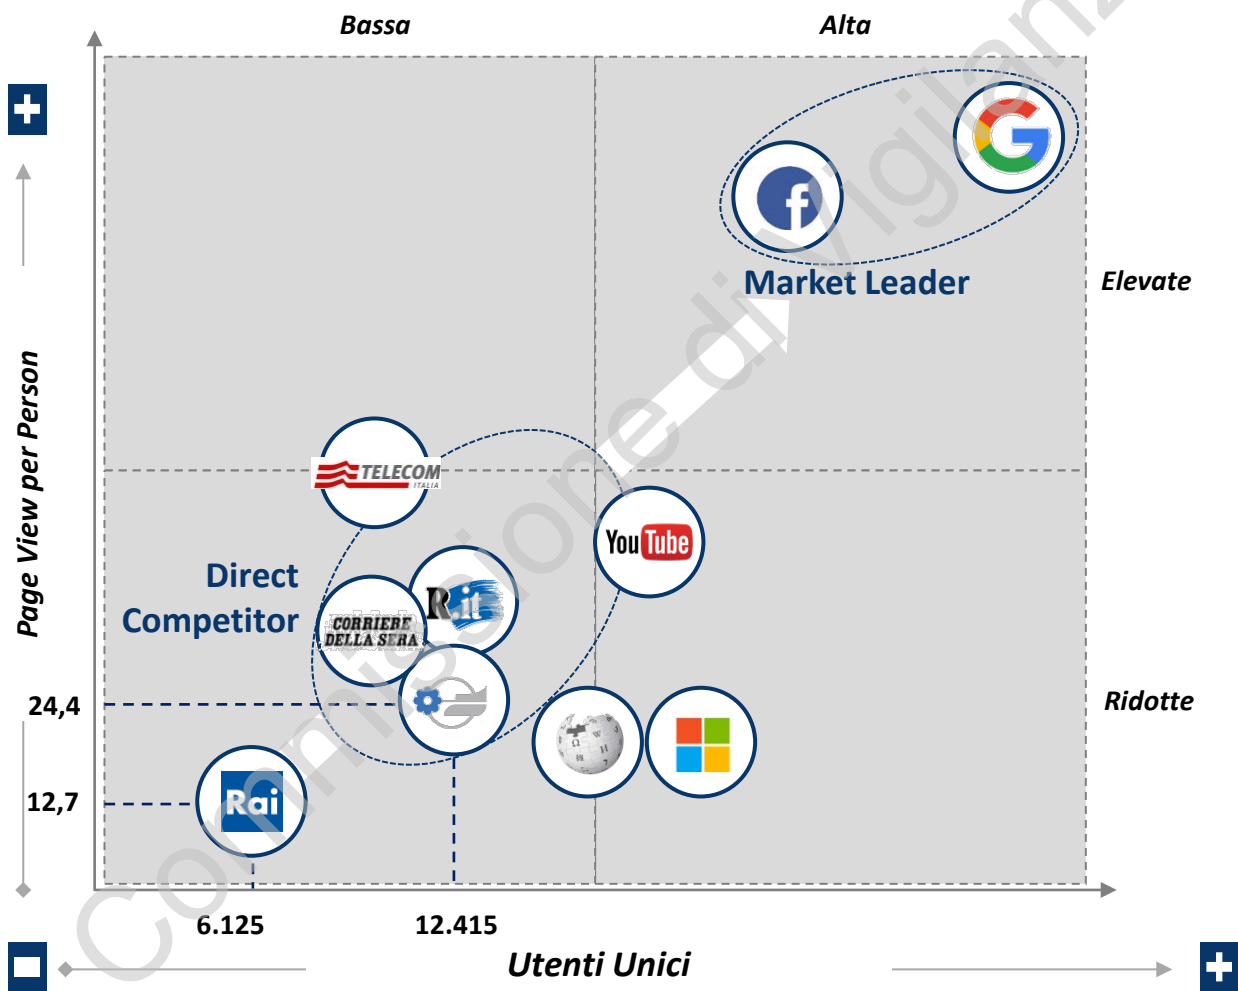 Bassa
Alta
Market Leader
Elevate
Page View per Person
TELECOM
ITALIA
YouTube
Direct
Competitor
R.it
CORRIERE
DELLA SERA
24,4
Ridotte
Rai
12,7
6.125
12.415
Utenti Unici
Commissione di Vigilanz